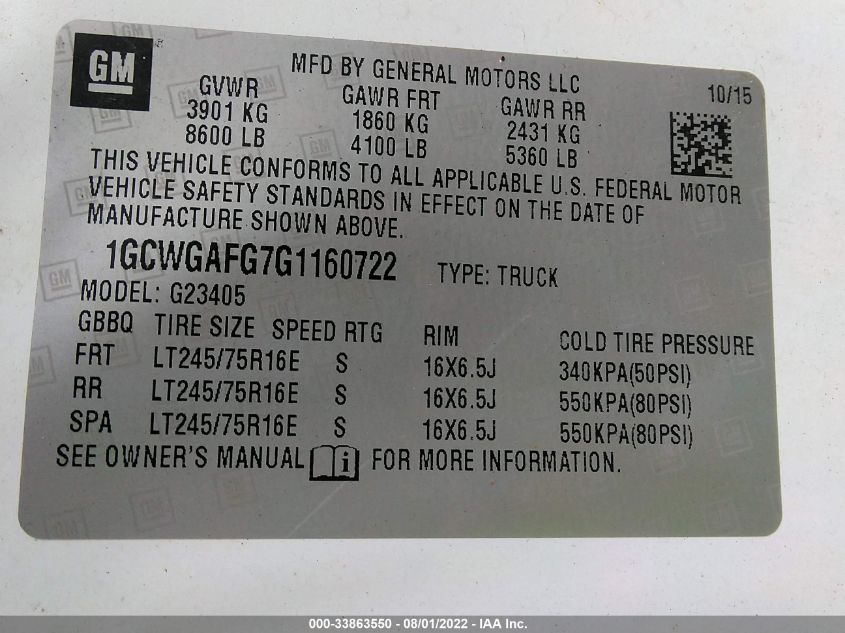 GM
MFD BY GENERAL MOTORS LLC
10/15
GVWR GAWR FRT GAWR RR
3901 KG 1860 KG 2431 KG
8600 LB 4100 LB 5360 LB
THIS VEHICLE CONFORMS TO ALL APPLICABLE U.S. FEDERAL MOTOR
VEHICLE SAFETY STANDARDS IN EFFECT ON THE DATE OF
MANUFACTURE SHOWN ABOVE.
1GCWGAFG7G1160722 TYPE: TRUCK
MODEL: G23405
GBBQ TIRE SIZE SPEED RTG RIM COLD TIRE PRESSURE
FRT LT245/75R16E S 16X6.5J 340KPA(50PSI)
RR LT245/75R16E S 16X6.5J 550KPA(80PSI)
SPA LT245/75R16E S 16X6.5J 550KPA(80PSI)
SEE OWNER'S MANUAL i FOR MORE INFORMATION.
000-33863550 - 08/01/2022 - IAA Inc.